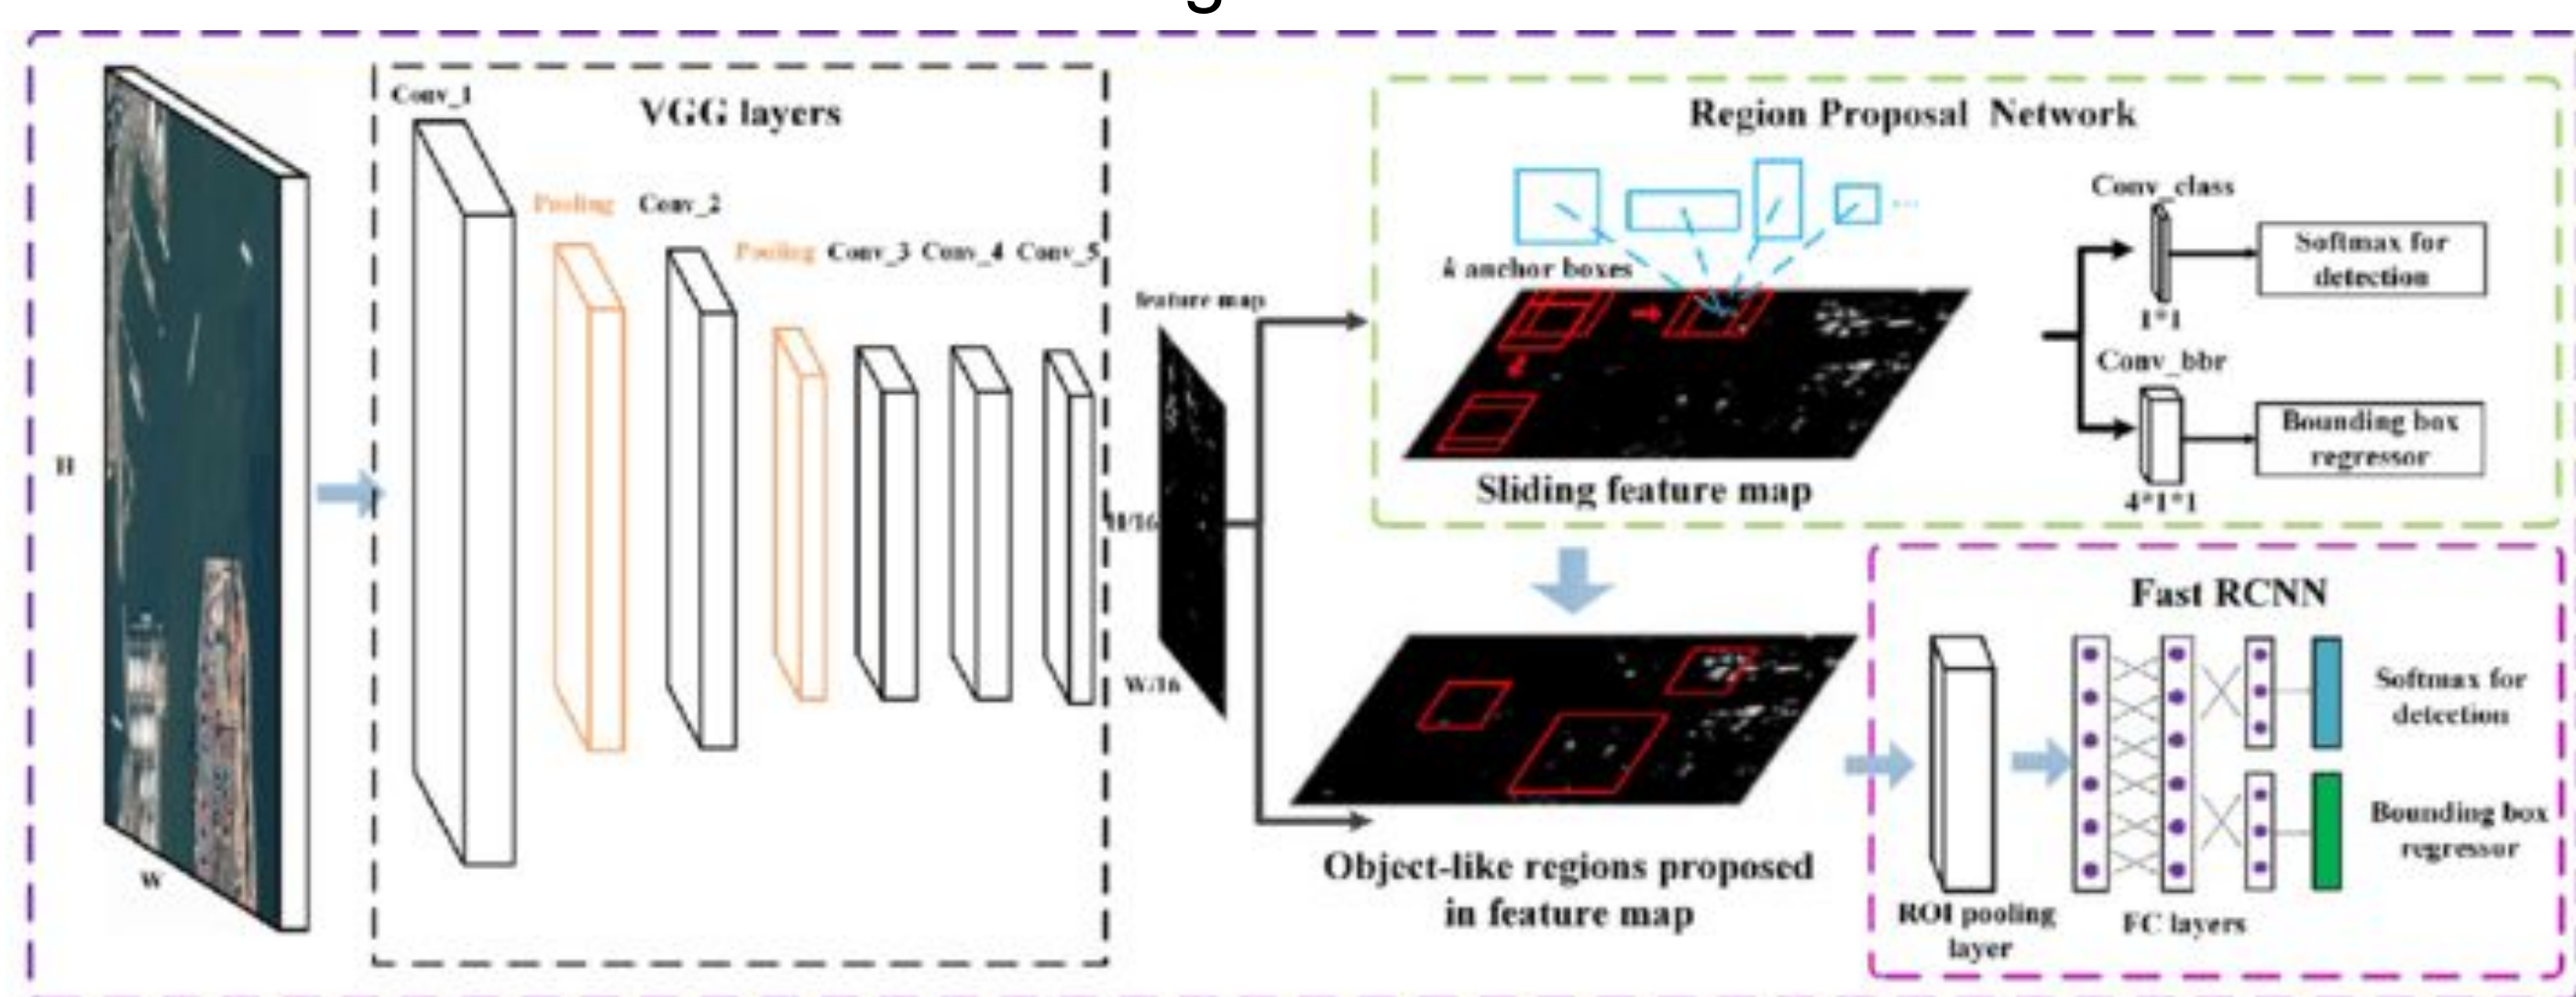 g
Conv_1
VGG layers
Pooling
Conv_2
Pooling
Conv_3
Conv_4
Conv_5
H
W
feature map
H/16
W/16
Region Proposal Network
k anchor boxes
Sliding feature map
Conv_class
1*1
Softmax for
detection
Conv_bbr
4*1*1
Bounding box
regressor
Object-like regions proposed
in feature map
Fast RCNN
ROI pooling
layer
FC layers
Softmax for
detection
Bounding box
regressor